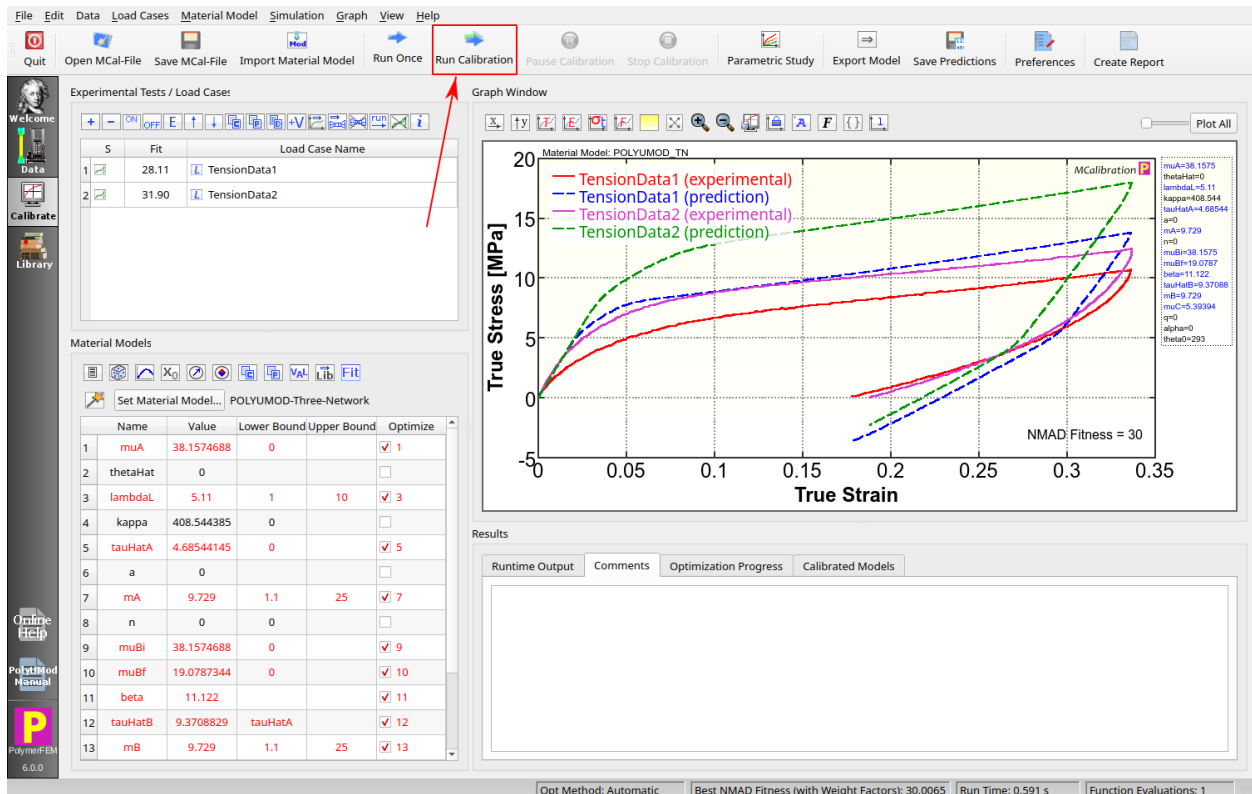 File Edit Data Load Cases Material Model Simulation Graph View Help
Quit Open MCal-File Save MCal-File Import Material Model Run Once Run Calibration Pause Calibration Stop Calibration Parametric Study Export Model Save Predictions Preferences Create Report
Welcome
Data
Calibrate
Library
Online Help
PolyUMod Manual
PolymerFEM
6.0.0
Experimental Tests / Load Cases
+ − ON OFF E ↑ ↓ +V run i
S Fit Load Case Name
1 28.11 L TensionData1
2 31.90 L TensionData2
Material Models
X0 VAL Lib Fit
Set Material Model... POLYUMOD-Three-Network
Name Value Lower Bound Upper Bound Optimize
1 muA 38.1574688 0 1
2 thetaHat 0
3 lambdaL 5.11 1 10 3
4 kappa 408.544385 0
5 tauHatA 4.68544145 0 5
6 a 0
7 mA 9.729 1.1 25 7
8 n 0 0
9 muBi 38.1574688 0 9
10 muBf 19.0787344 0 10
11 beta 11.122 11
12 tauHatB 9.3708829 tauHatA 12
13 mB 9.729 1.1 25 13
Graph Window
Plot All
Material Model: POLYUMOD_TN
MCalibration P
TensionData1 (experimental)
TensionData1 (prediction)
TensionData2 (experimental)
TensionData2 (prediction)
True Stress [MPa]
20
15
10
5
0
-5
NMAD Fitness = 30
0 0.05 0.1 0.15 0.2 0.25 0.3 0.35
True Strain
muA=38.1575
thetaHat=0
lambdaL=5.11
kappa=408.544
tauHatA=4.68544
a=0
mA=9.729
n=0
muBi=38.1575
muBf=19.0787
beta=11.122
tauHatB=9.37088
mB=9.729
muC=5.39394
q=0
alpha=0
theta0=293
Results
Runtime Output Comments Optimization Progress Calibrated Models
Opt Method: Automatic Best NMAD Fitness (with Weight Factors): 30.0065 Run Time: 0.591 s Function Evaluations: 1